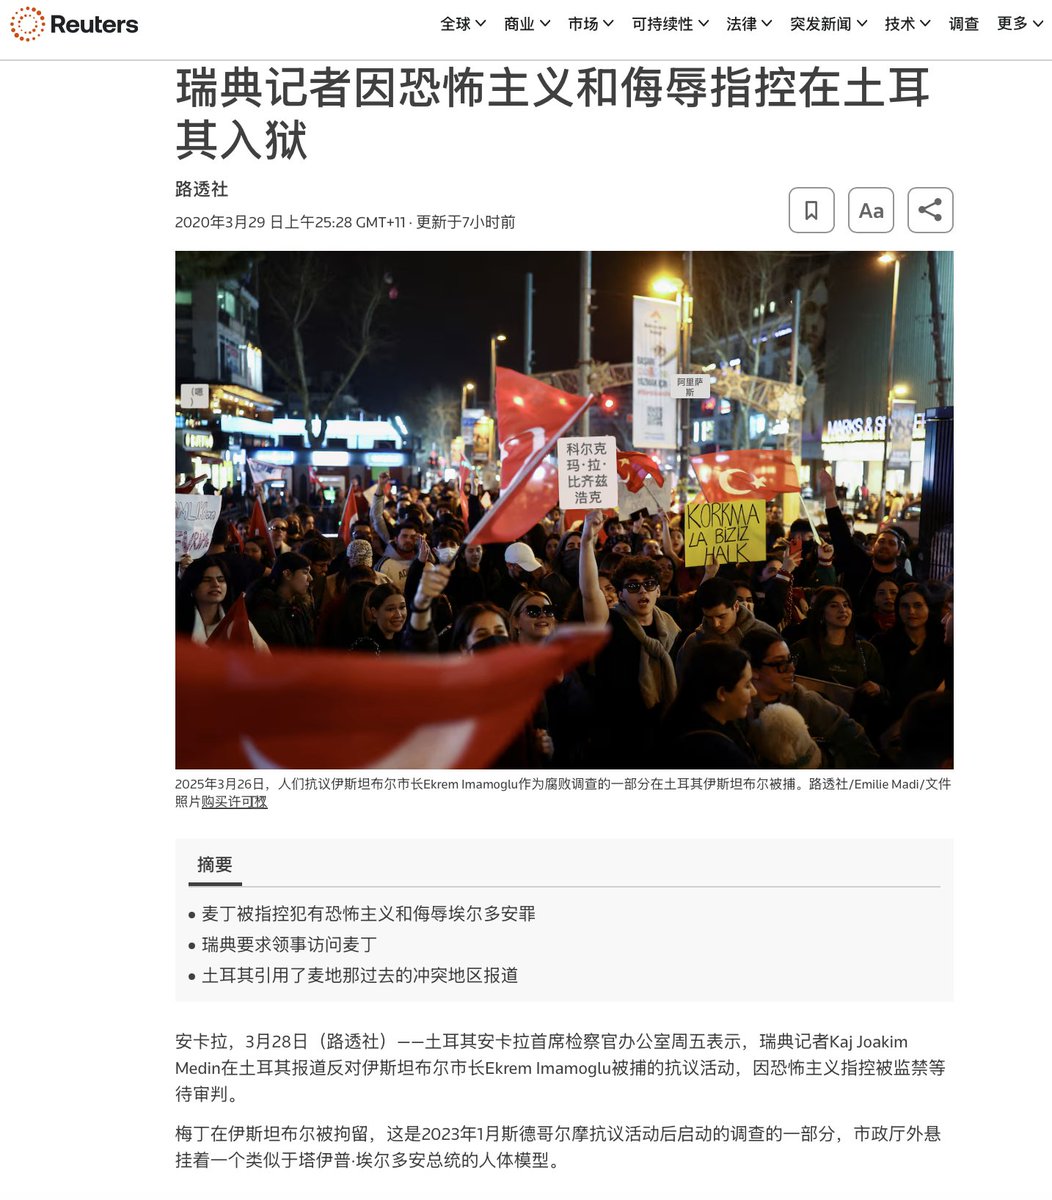 Reuters
全球 商业 市场 可持续性 法律 突发新闻 技术 调查 更多
瑞典记者因恐怖主义和侮辱指控在土耳
其入狱
路透社
2020年3月29 日上午25:28 GMT+11 · 更新于7小时前
Aa
（嗯
）
阿里萨
斯
MARKS & SPE
科尔克
玛·拉·
比齐兹
浩克
KORKMA
LA BİZİZ
HALK
2025年3月26日，人们抗议伊斯坦布尔市长Ekrem Imamoglu作为腐败调查的一部分在土耳其伊斯坦布尔被捕。路透社/Emilie Madi/文件
照片购买许可权
摘要
• 麦丁被指控犯有恐怖主义和侮辱埃尔多安罪
• 瑞典要求领事访问麦丁
• 土耳其引用了麦地那过去的冲突地区报道
安卡拉，3月28日（路透社）——土耳其安卡拉首席检察官办公室周五表示，瑞典记者Kaj Joakim
Medin在土耳其报道反对伊斯坦布尔市长Ekrem Imamoglu被捕的抗议活动，因恐怖主义指控被监禁等
待审判。
梅丁在伊斯坦布尔被拘留，这是2023年1月斯德哥尔摩抗议活动后启动的调查的一部分，市政厅外悬
挂着一个类似于塔伊普·埃尔多安总统的人体模型。